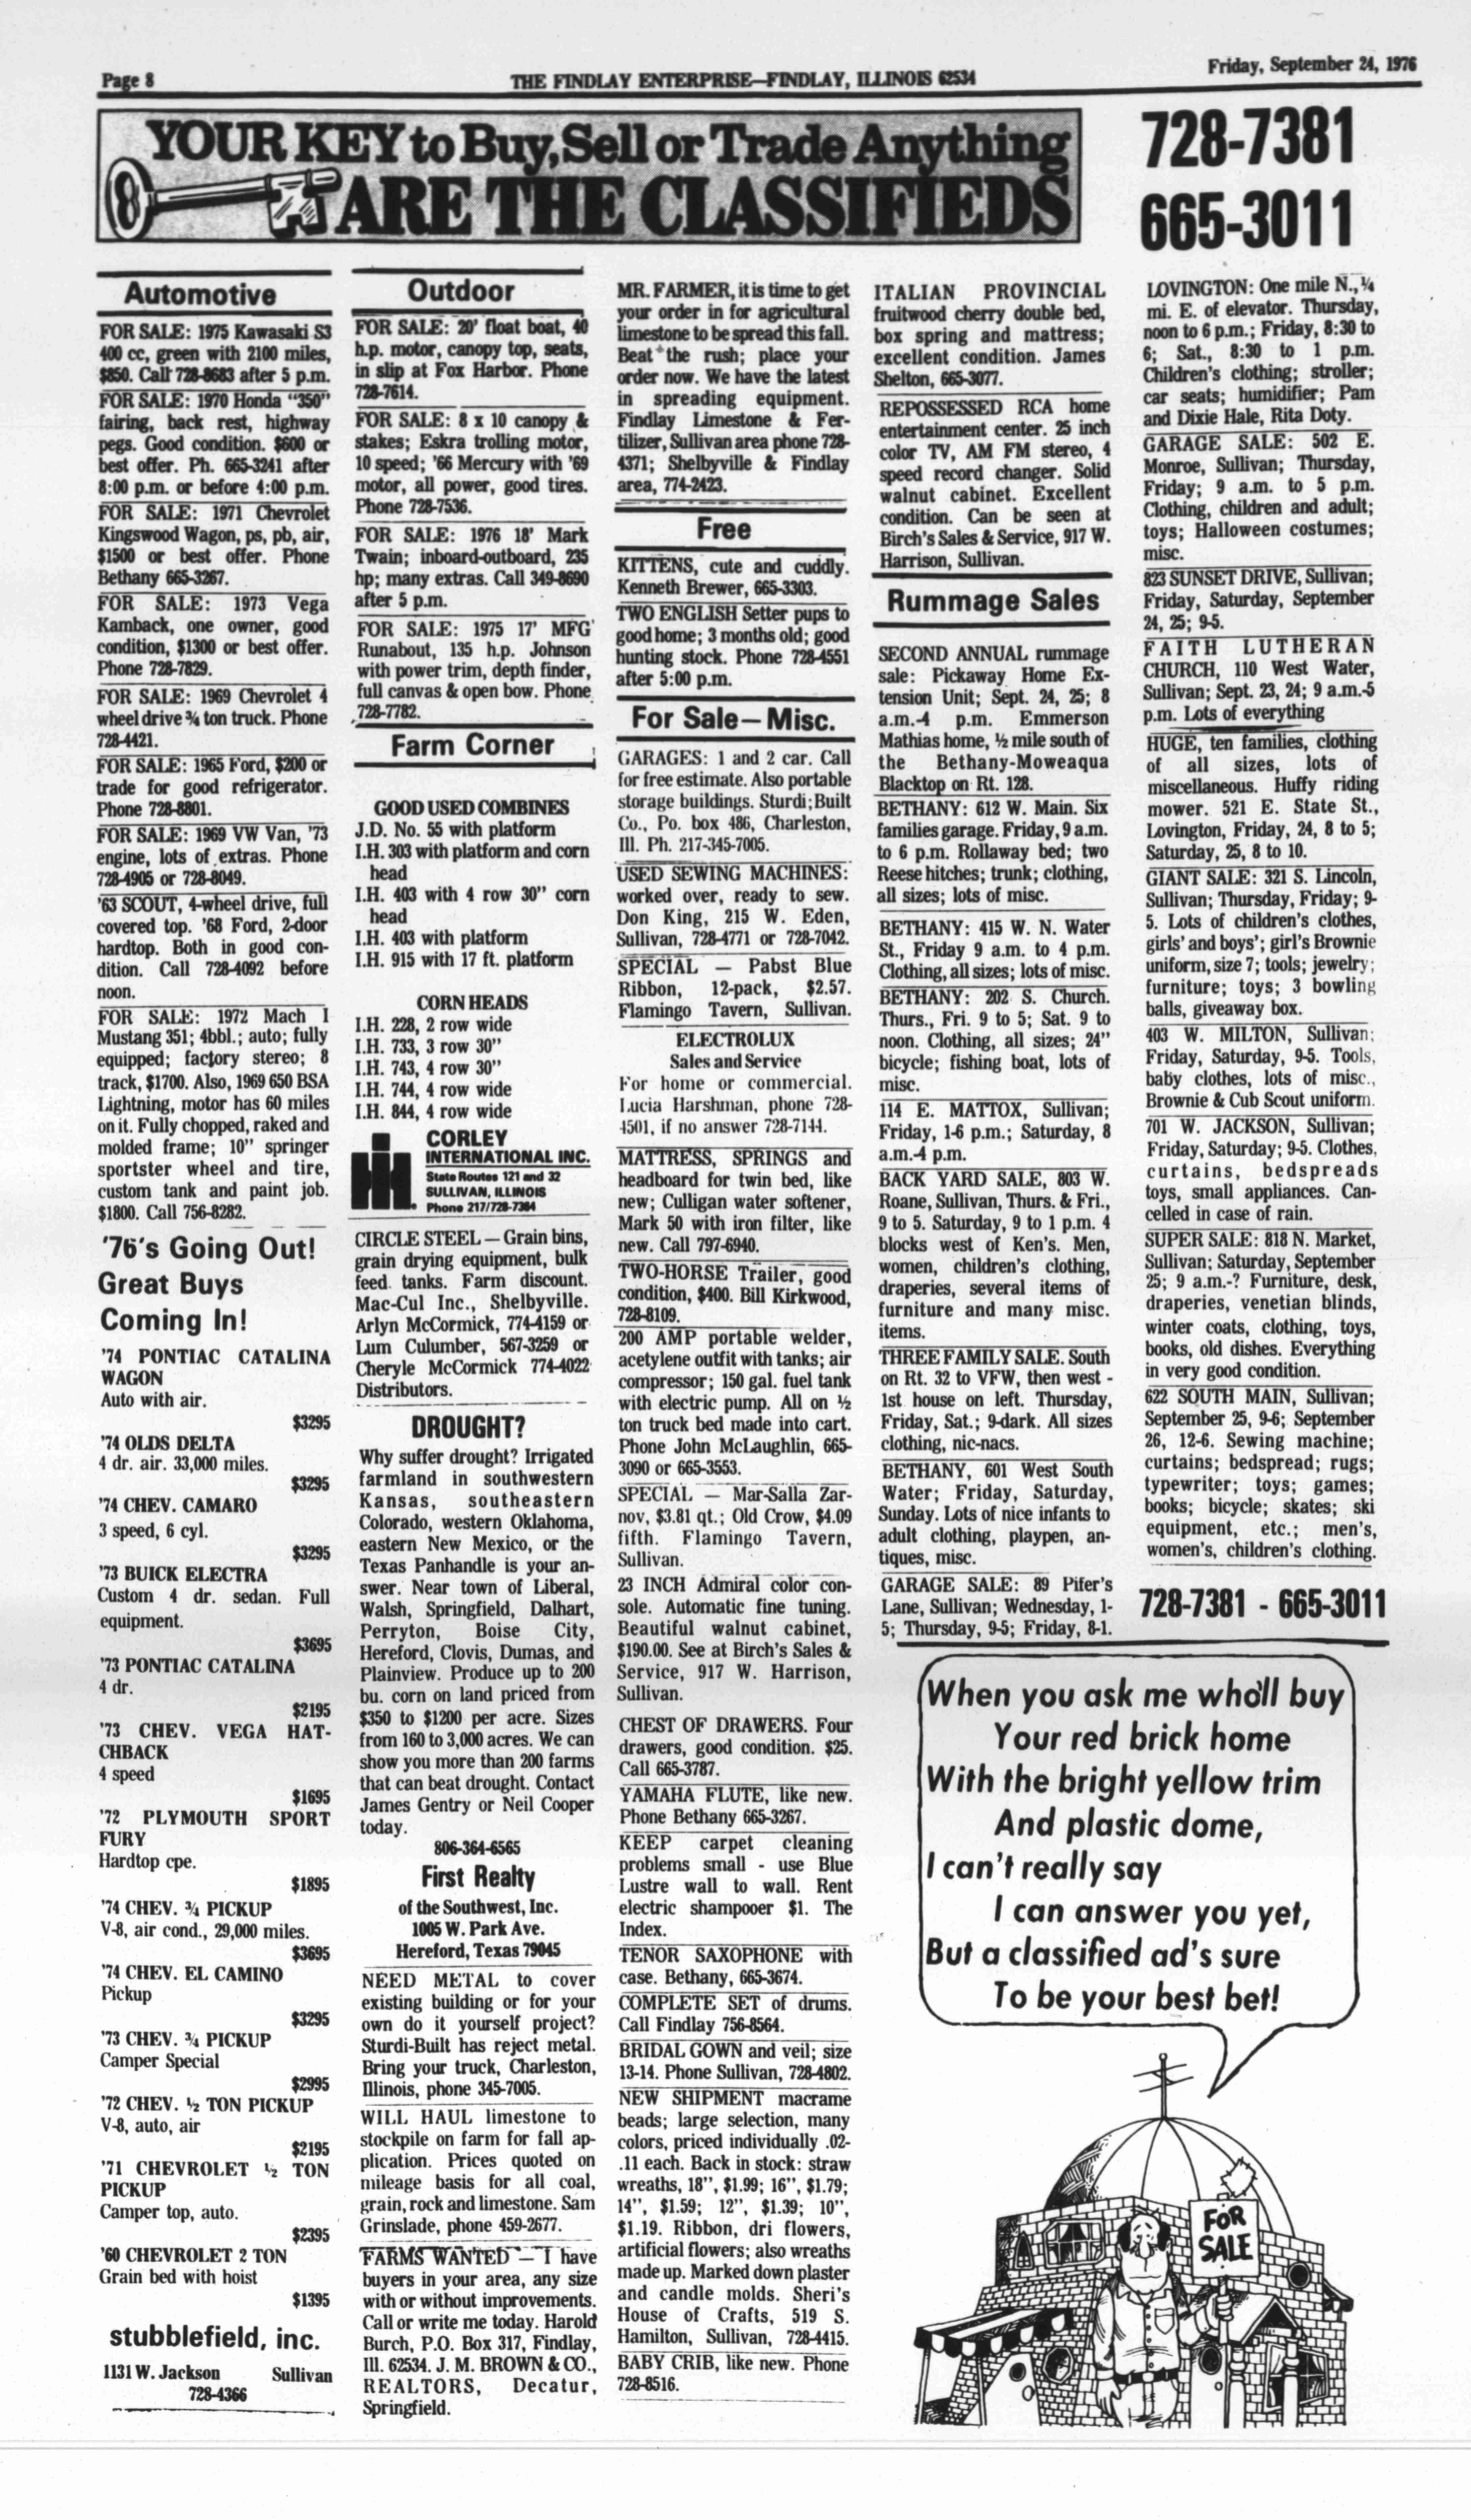 Page 8
THE FINDLAY ENTERPRISE—FINDLAY, ILLINOIS 62534
Friday, September 24, 1976
YOUR KEY to Buy, Sell or Trade Anything
ARE THE CLASSIFIEDS
728-7381
665-3011
Automotive
FOR SALE: 1975 Kawasaki S3
400 cc, green with 2100 miles,
$850. Call 728-8683 after 5 p.m.
FOR SALE: 1970 Honda "350"
fairing, back rest, highway
pegs. Good condition. $600 or
best offer. Ph. 665-3241 after
8:00 p.m. or before 4:00 p.m.
FOR SALE: 1971 Chevrolet
Kingswood Wagon, ps, pb, air,
$1500 or best offer. Phone
Bethany 665-3267.
FOR SALE: 1973 Vega
Kamback, one owner, good
condition, $1300 or best offer.
Phone 728-7829.
FOR SALE: 1969 Chevrolet 4
wheel drive ¾ ton truck. Phone
728-4421.
FOR SALE: 1965 Ford, $200 or
trade for good refrigerator.
Phone 728-8801.
FOR SALE: 1969 VW Van, '73
engine, lots of extras. Phone
728-4905 or 728-8049.
'63 SCOUT, 4-wheel drive, full
covered top. '68 Ford, 2-door
hardtop. Both in good con-
dition. Call 728-4092 before
noon.
FOR SALE: 1972 Mach I
Mustang 351; 4bbl.; auto; fully
equipped; factory stereo; 8
track, $1700. Also, 1969 650 BSA
Lightning, motor has 60 miles
on it. Fully chopped, raked and
molded frame; 10" springer
sportster wheel and tire,
custom tank and paint job.
$1800. Call 756-8282.
'76's Going Out!
Great Buys
Coming In!
'74 PONTIAC CATALINA
WAGON
Auto with air.
$3295
'74 OLDS DELTA
4 dr. air. 33,000 miles.
$3295
'74 CHEV. CAMARO
3 speed, 6 cyl.
$3295
'73 BUICK ELECTRA
Custom 4 dr. sedan. Full
equipment.
$3695
'73 PONTIAC CATALINA
4 dr.
$2195
'73 CHEV. VEGA HAT-
CHBACK
4 speed
$1695
'72 PLYMOUTH SPORT
FURY
Hardtop cpe.
$1895
'74 CHEV. ¾ PICKUP
V-8, air cond., 29,000 miles.
$3695
'74 CHEV. EL CAMINO
Pickup
$3295
'73 CHEV. ¾ PICKUP
Camper Special
$2995
'72 CHEV. ½ TON PICKUP
V-8, auto, air
$2195
'71 CHEVROLET ½ TON
PICKUP
Camper top, auto.
$2395
'60 CHEVROLET 2 TON
Grain bed with hoist
$1395
stubblefield, inc.
1131 W. Jackson Sullivan
728-4366
Outdoor
FOR SALE: 20' float boat, 40
h.p. motor, canopy top, seats,
in slip at Fox Harbor. Phone
728-7614.
FOR SALE: 8 x 10 canopy &
stakes; Eskra trolling motor,
10 speed; '66 Mercury with '69
motor, all power, good tires.
Phone 728-7536.
FOR SALE: 1976 18' Mark
Twain; inboard-outboard, 235
hp; many extras. Call 349-8690
after 5 p.m.
FOR SALE: 1975 17' MFG
Runabout, 135 h.p. Johnson
with power trim, depth finder,
full canvas & open bow. Phone
728-7782.
Farm Corner
GOOD USED COMBINES
J.D. No. 55 with platform
I.H. 303 with platform and corn
head
I.H. 403 with 4 row 30" corn
head
I.H. 403 with platform
I.H. 915 with 17 ft. platform
CORN HEADS
I.H. 228, 2 row wide
I.H. 733, 3 row 30"
I.H. 743, 4 row 30"
I.H. 744, 4 row wide
I.H. 844, 4 row wide
CORLEY
INTERNATIONAL INC.
State Routes 121 and 32
SULLIVAN, ILLINOIS
Phone 217/728-7364
CIRCLE STEEL — Grain bins,
grain drying equipment, bulk
feed tanks. Farm discount.
Mac-Cul Inc., Shelbyville.
Arlyn McCormick, 774-4159 or
Lum Culumber, 567-3259 or
Cheryle McCormick 774-4022
Distributors.
DROUGHT?
Why suffer drought? Irrigated
farmland in southwestern
Kansas, southeastern
Colorado, western Oklahoma,
eastern New Mexico, or the
Texas Panhandle is your an-
swer. Near town of Liberal,
Walsh, Springfield, Dalhart,
Perryton, Boise City,
Hereford, Clovis, Dumas, and
Plainview. Produce up to 200
bu. corn on land priced from
$350 to $1200 per acre. Sizes
from 160 to 3,000 acres. We can
show you more than 200 farms
that can beat drought. Contact
James Gentry or Neil Cooper
today.
806-364-6565
First Realty
of the Southwest, Inc.
1005 W. Park Ave.
Hereford, Texas 79045
NEED METAL to cover
existing building or for your
own do it yourself project?
Sturdi-Built has reject metal.
Bring your truck, Charleston,
Illinois, phone 345-7005.
WILL HAUL limestone to
stockpile on farm for fall ap-
plication. Prices quoted on
mileage basis for all coal,
grain, rock and limestone. Sam
Grinslade, phone 459-2677.
FARMS WANTED — I have
buyers in your area, any size
with or without improvements.
Call or write me today. Harold
Burch, P.O. Box 317, Findlay,
Ill. 62534. J. M. BROWN & CO.,
REALTORS, Decatur,
Springfield.
MR. FARMER, it is time to get
your order in for agricultural
limestone to be spread this fall.
Beat the rush; place your
order now. We have the latest
in spreading equipment.
Findlay Limestone & Fer-
tilizer, Sullivan area phone 728-
4371; Shelbyville & Findlay
area, 774-2423.
Free
KITTENS, cute and cuddly.
Kenneth Brewer, 665-3303.
TWO ENGLISH Setter pups to
good home; 3 months old; good
hunting stock. Phone 728-4551
after 5:00 p.m.
For Sale—Misc.
GARAGES: 1 and 2 car. Call
for free estimate. Also portable
storage buildings. Sturdi;Built
Co., Po. box 486, Charleston,
Ill. Ph. 217-345-7005.
USED SEWING MACHINES:
worked over, ready to sew.
Don King, 215 W. Eden,
Sullivan, 728-4771 or 728-7042.
SPECIAL — Pabst Blue
Ribbon, 12-pack, $2.57.
Flamingo Tavern, Sullivan.
ELECTROLUX
Sales and Service
For home or commercial.
Lucia Harshman, phone 728-
4501, if no answer 728-7144.
MATTRESS, SPRINGS and
headboard for twin bed, like
new; Culligan water softener,
Mark 50 with iron filter, like
new. Call 797-6940.
TWO-HORSE Trailer, good
condition, $400. Bill Kirkwood,
728-8109.
200 AMP portable welder,
acetylene outfit with tanks; air
compressor; 150 gal. fuel tank
with electric pump. All on ½
ton truck bed made into cart.
Phone John McLaughlin, 665-
3090 or 665-3553.
SPECIAL — Mar-Salla Zar-
nov, $3.81 qt.; Old Crow, $4.09
fifth. Flamingo Tavern,
Sullivan.
23 INCH Admiral color con-
sole. Automatic fine tuning.
Beautiful walnut cabinet,
$190.00. See at Birch's Sales &
Service, 917 W. Harrison,
Sullivan.
CHEST OF DRAWERS. Four
drawers, good condition. $25.
Call 665-3787.
YAMAHA FLUTE, like new.
Phone Bethany 665-3267.
KEEP carpet cleaning
problems small - use Blue
Lustre wall to wall. Rent
electric shampooer $1. The
Index.
TENOR SAXOPHONE with
case. Bethany, 665-3674.
COMPLETE SET of drums.
Call Findlay 756-8564.
BRIDAL GOWN and veil; size
13-14. Phone Sullivan, 728-4802.
NEW SHIPMENT macrame
beads; large selection, many
colors, priced individually .02-
.11 each. Back in stock: straw
wreaths, 18", $1.99; 16", $1.79;
14", $1.59; 12", $1.39; 10",
$1.19. Ribbon, dri flowers,
artificial flowers; also wreaths
made up. Marked down plaster
and candle molds. Sheri's
House of Crafts, 519 S.
Hamilton, Sullivan, 728-4415.
BABY CRIB, like new. Phone
728-8516.
ITALIAN PROVINCIAL
fruitwood cherry double bed,
box spring and mattress;
excellent condition. James
Shelton, 665-3077.
REPOSSESSED RCA home
entertainment center. 25 inch
color TV, AM FM stereo, 4
speed record changer. Solid
walnut cabinet. Excellent
condition. Can be seen at
Birch's Sales & Service, 917 W.
Harrison, Sullivan.
Rummage Sales
SECOND ANNUAL rummage
sale: Pickaway Home Ex-
tension Unit; Sept. 24, 25; 8
a.m.-4 p.m. Emmerson
Mathias home, ½ mile south of
the Bethany-Moweaqua
Blacktop on Rt. 128.
BETHANY: 612 W. Main. Six
families garage. Friday, 9 a.m.
to 6 p.m. Rollaway bed; two
Reese hitches; trunk; clothing,
all sizes; lots of misc.
BETHANY: 415 W. N. Water
St., Friday 9 a.m. to 4 p.m.
Clothing, all sizes; lots of misc.
BETHANY: 202 S. Church.
Thurs., Fri. 9 to 5; Sat. 9 to
noon. Clothing, all sizes; 24"
bicycle; fishing boat, lots of
misc.
114 E. MATTOX, Sullivan;
Friday, 1-6 p.m.; Saturday, 8
a.m.-4 p.m.
BACK YARD SALE, 803 W.
Roane, Sullivan, Thurs. & Fri.,
9 to 5. Saturday, 9 to 1 p.m. 4
blocks west of Ken's. Men,
women, children's clothing,
draperies, several items of
furniture and many misc.
items.
THREE FAMILY SALE. South
on Rt. 32 to VFW, then west -
1st house on left. Thursday,
Friday, Sat.; 9-dark. All sizes
clothing, nic-nacs.
BETHANY, 601 West South
Water; Friday, Saturday,
Sunday. Lots of nice infants to
adult clothing, playpen, an-
tiques, misc.
GARAGE SALE: 89 Pifer's
Lane, Sullivan; Wednesday, 1-
5; Thursday, 9-5; Friday, 8-1.
LOVINGTON: One mile N., ¼
mi. E. of elevator. Thursday,
noon to 6 p.m.; Friday, 8:30 to
6; Sat., 8:30 to 1 p.m.
Children's clothing; stroller;
car seats; humidifier; Pam
and Dixie Hale, Rita Doty.
GARAGE SALE: 502 E.
Monroe, Sullivan; Thursday,
Friday; 9 a.m. to 5 p.m.
Clothing, children and adult;
toys; Halloween costumes;
misc.
823 SUNSET DRIVE, Sullivan;
Friday, Saturday, September
24, 25; 9-5.
FAITH LUTHERAN
CHURCH, 110 West Water,
Sullivan; Sept. 23, 24; 9 a.m.-5
p.m. Lots of everything
HUGE, ten families, clothing
of all sizes, lots of
miscellaneous. Huffy riding
mower. 521 E. State St.,
Lovington, Friday, 24, 8 to 5;
Saturday, 25, 8 to 10.
GIANT SALE: 321 S. Lincoln,
Sullivan; Thursday, Friday; 9-
5. Lots of children's clothes,
girls' and boys'; girl's Brownie
uniform, size 7; tools; jewelry;
furniture; toys; 3 bowling
balls, giveaway box.
403 W. MILTON, Sullivan;
Friday, Saturday, 9-5. Tools,
baby clothes, lots of misc.,
Brownie & Cub Scout uniform.
701 W. JACKSON, Sullivan;
Friday, Saturday; 9-5. Clothes,
curtains, bedspreads
toys, small appliances. Can-
celled in case of rain.
SUPER SALE: 818 N. Market,
Sullivan; Saturday, September
25; 9 a.m.-? Furniture, desk,
draperies, venetian blinds,
winter coats, clothing, toys,
books, old dishes. Everything
in very good condition.
622 SOUTH MAIN, Sullivan;
September 25, 9-6; September
26, 12-6. Sewing machine;
curtains; bedspread; rugs;
typewriter; toys; games;
books; bicycle; skates; ski
equipment, etc.; men's,
women's, children's clothing.
728-7381 - 665-3011
When you ask me who'll buy
Your red brick home
With the bright yellow trim
And plastic dome,
I can't really say
I can answer you yet,
But a classified ad's sure
To be your best bet!
FOR
SALE